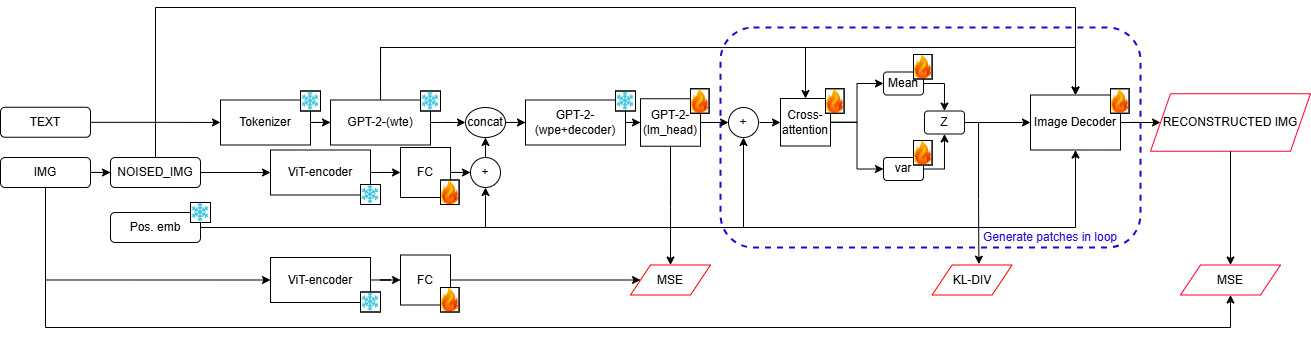 TEXT
Tokenizer
GPT-2-(wte)
concat
GPT-2-
(wpe+decoder)
GPT-2-
(lm_head)
+
Cross-
attention
Mean
var
Z
Image Decoder
RECONSTRUCTED IMG
IMG
NOISED_IMG
ViT-encoder
FC
+
Pos. emb
Generate patches in loop
ViT-encoder
FC
MSE
KL-DIV
MSE